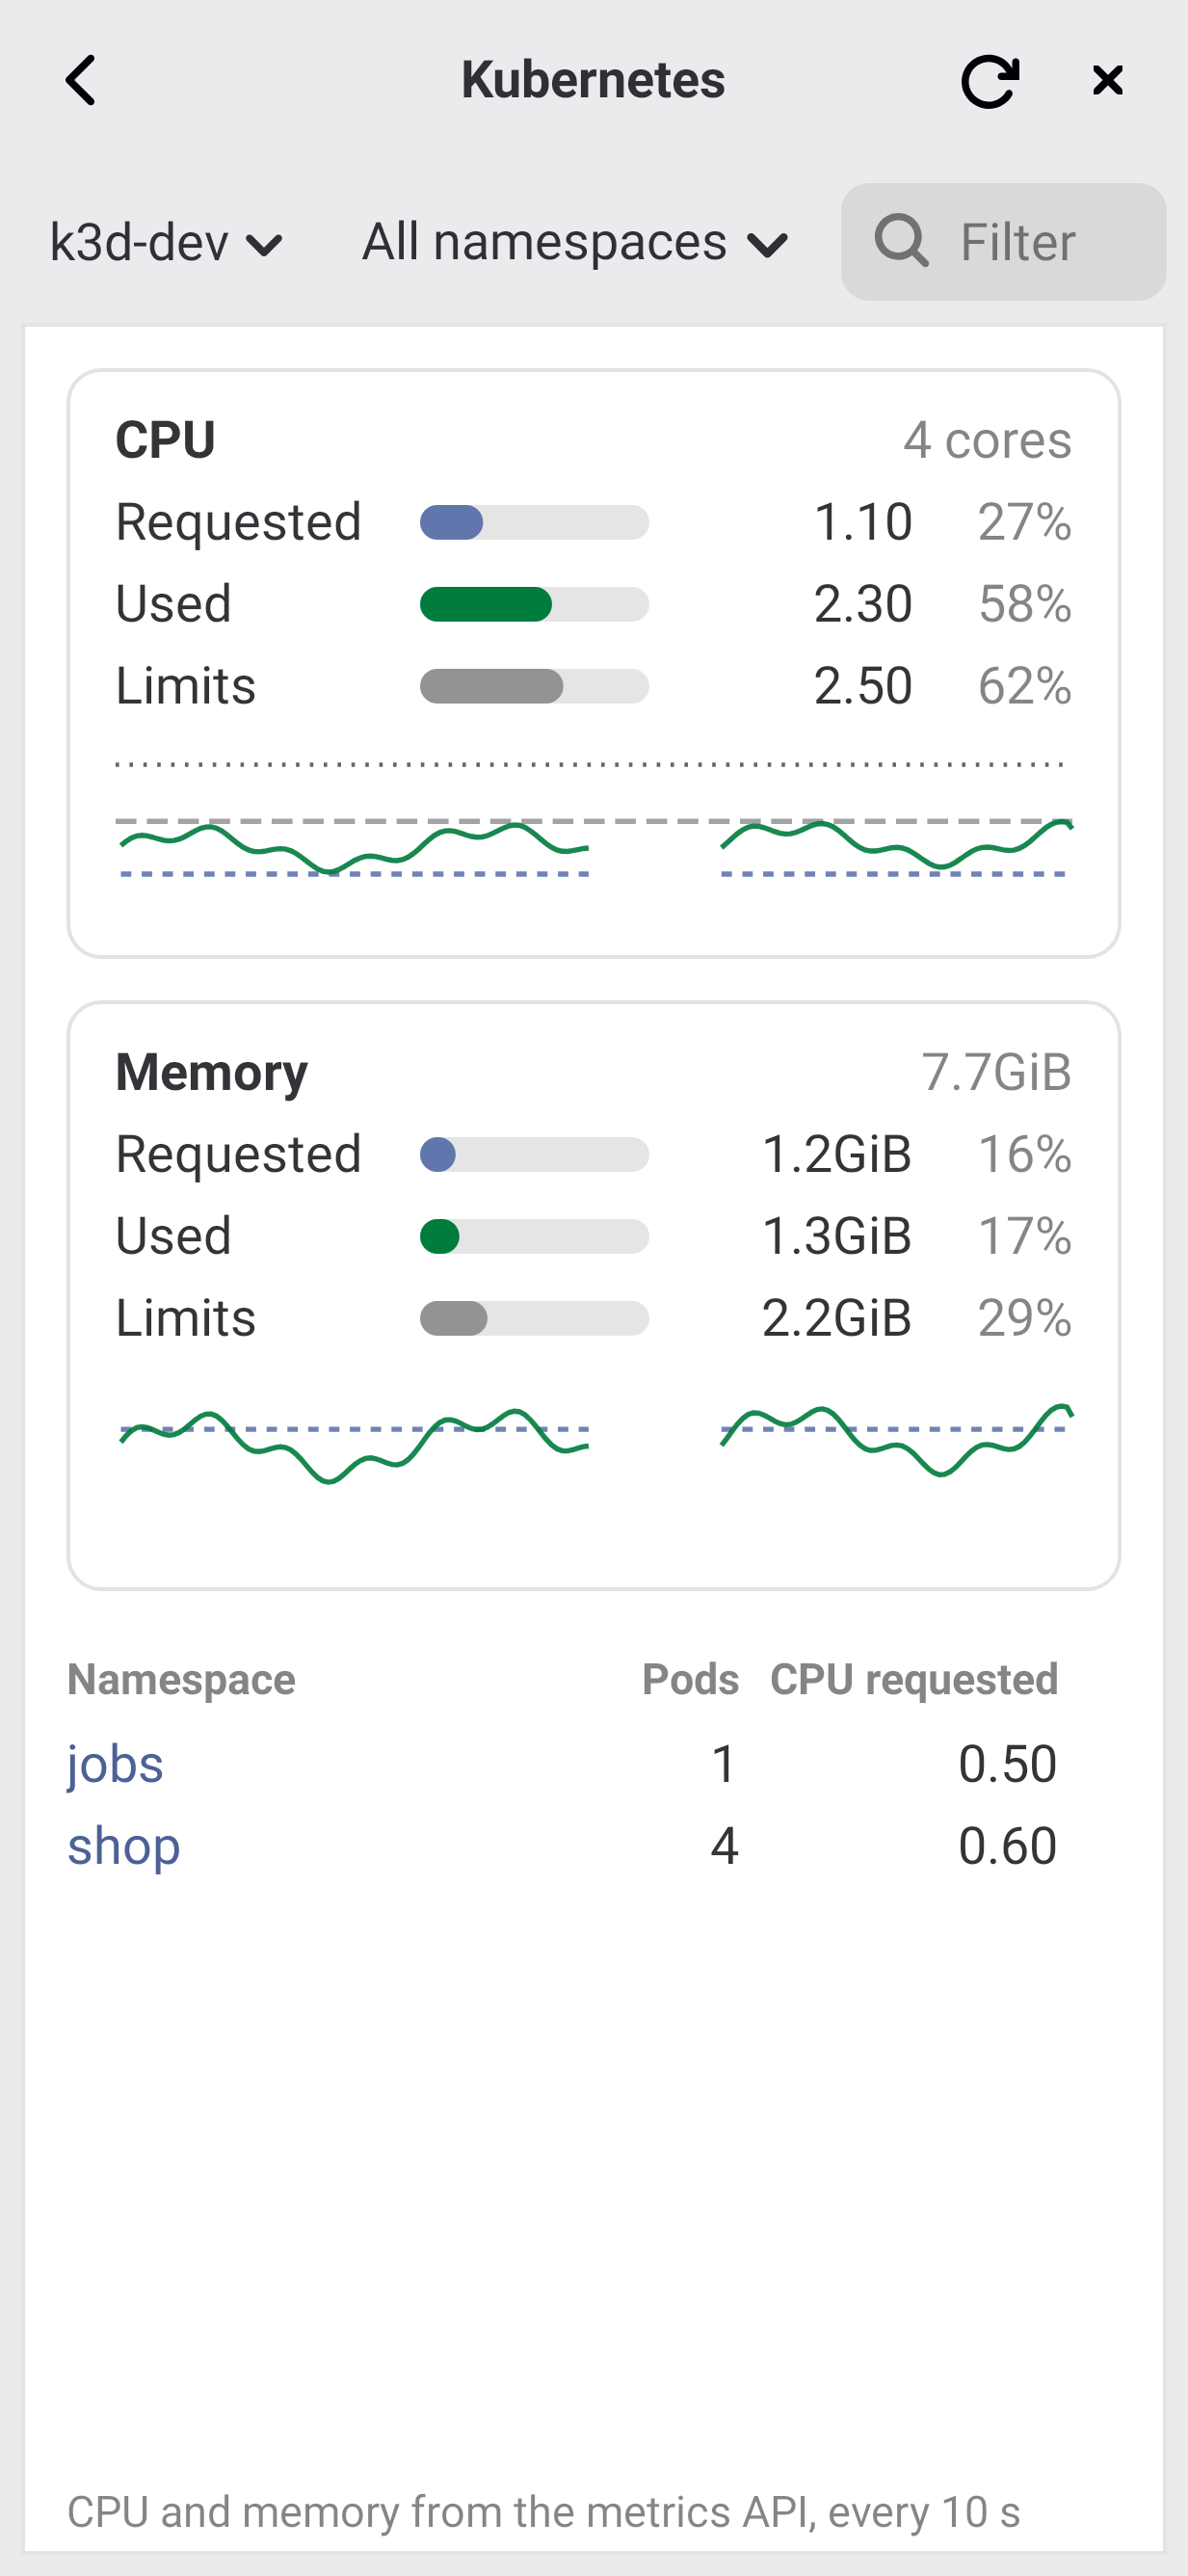 Kubernetes
k3d-dev All namespaces Filter
CPU 4 cores
Requested 1.10 27%
Used 2.30 58%
Limits 2.50 62%
Memory 7.7GiB
Requested 1.2GiB 16%
Used 1.3GiB 17%
Limits 2.2GiB 29%
Namespace Pods CPU requested
jobs 1 0.50
shop 4 0.60
CPU and memory from the metrics API, every 10 s